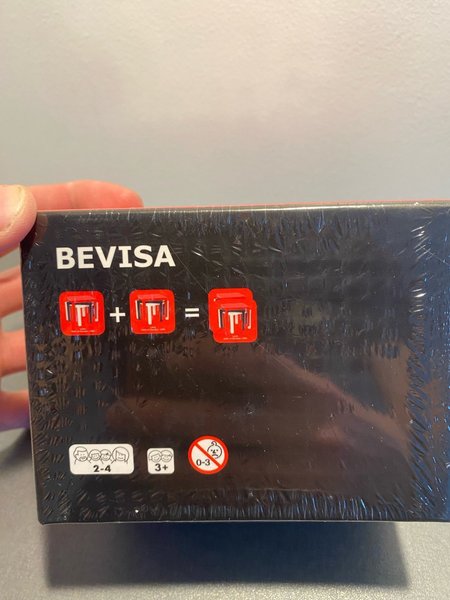 BEVISA
+ =
2-4
3+
0-3